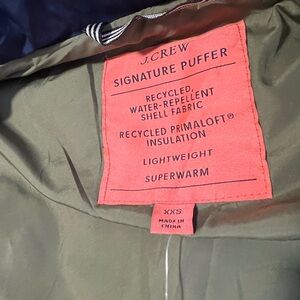 J.CREW
SIGNATURE PUFFER
RECYCLED,
WATER-REPELLENT
SHELL FABRIC
RECYCLED PRIMALOFT®
INSULATION
LIGHTWEIGHT
SUPERWARM
XXS
MADE IN
CHINA